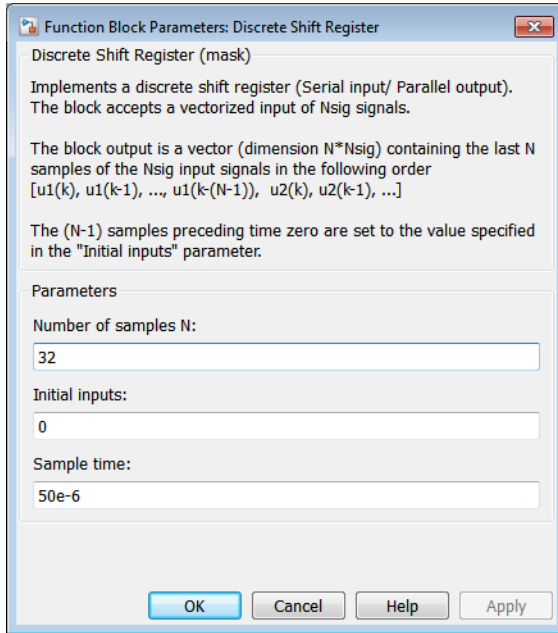 Function Block Parameters: Discrete Shift Register
Discrete Shift Register (mask)
Implements a discrete shift register (Serial input/ Parallel output).
The block accepts a vectorized input of Nsig signals.
The block output is a vector (dimension N*Nsig) containing the last N
samples of the Nsig input signals in the following order
[u1(k), u1(k-1), ..., u1(k-(N-1)), u2(k), u2(k-1), ...]
The (N-1) samples preceding time zero are set to the value specified
in the "Initial inputs" parameter.
Parameters
Number of samples N:
32
Initial inputs:
0
Sample time:
50e-6
OK Cancel Help Apply